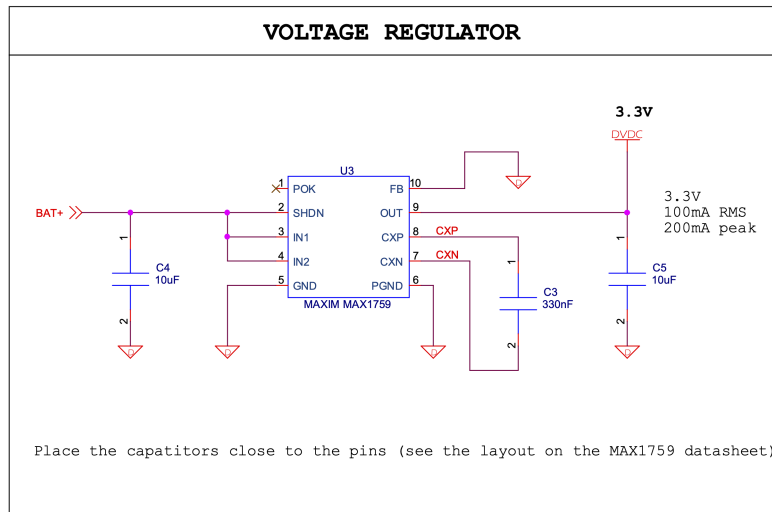 VOLTAGE REGULATOR
3.3V
DVDC
U3
1 POK FB 10
BAT+ 2 SHDN OUT 9
3 IN1 CXP 8 CXP
4 IN2 CXN 7 CXN
5 GND PGND 6
MAXIM MAX1759
3.3V
100mA RMS
200mA peak
D
1
C4
10uF
2
D
D
D
1
C3
330nF
2
1
C5
10uF
2
D
Place the capatitors close to the pins (see the layout on the MAX1759 datasheet)